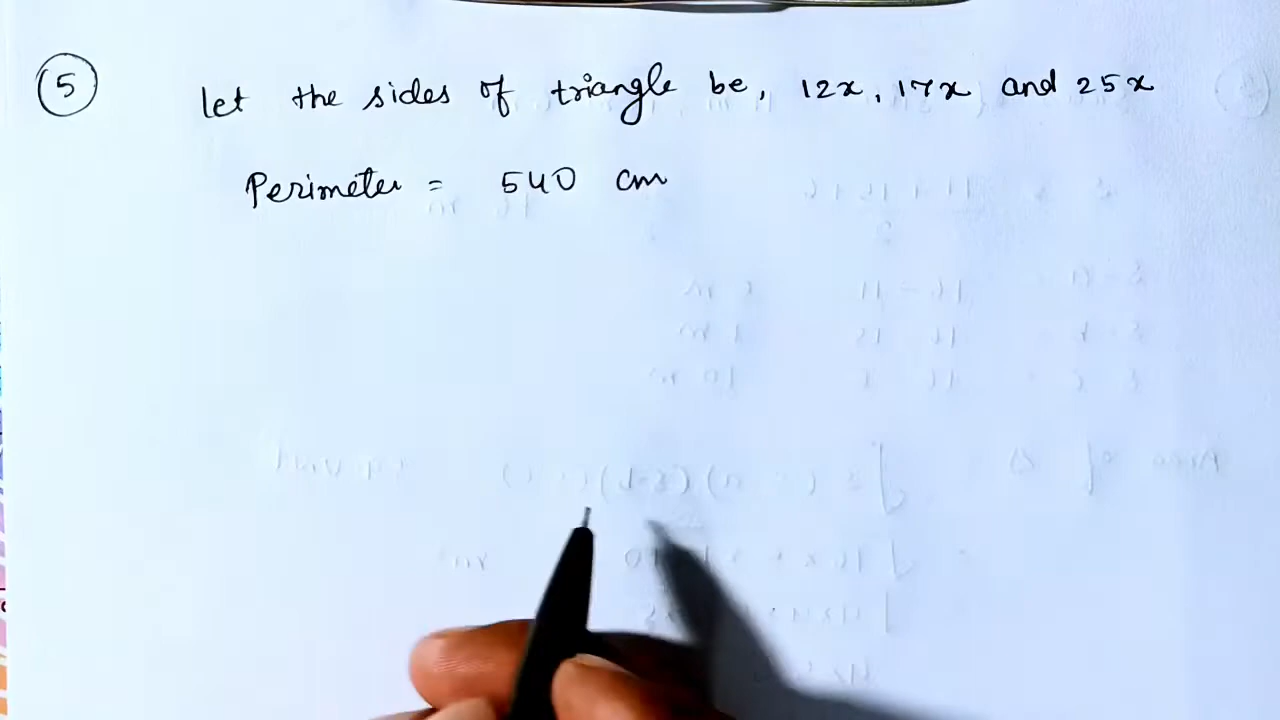 5 let the sides of triangle be, 12x, 17x and 25x
Perimeter = 540 cm